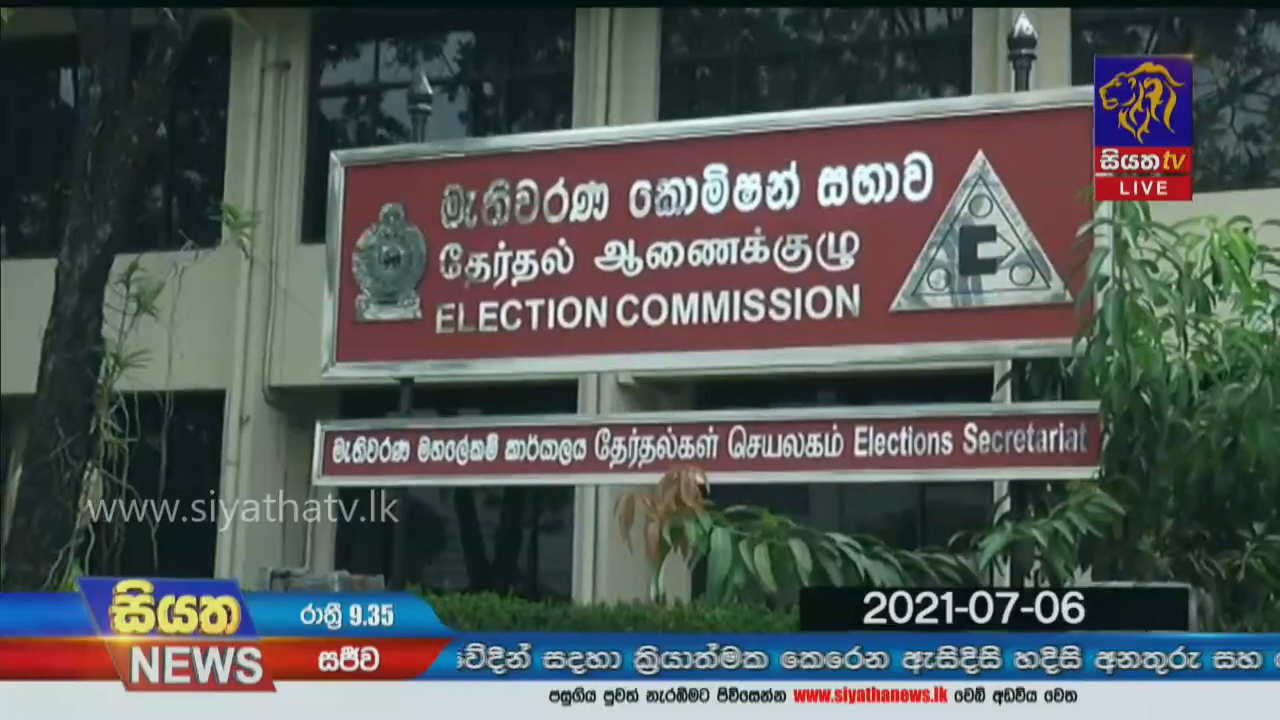 සියත tv
LIVE
මැතිවරණ කොමිෂන් සභාව
தேர்தல் ஆணைக்குழு
ELECTION COMMISSION
මැතිවරණ මහලේකම් කාර්යාලය தேர்தல்கள் செயலகம் Elections Secretariat
www.siyathatv.lk
සියත
NEWS
රාත්‍රී 9.35
සජීව
2021-07-06
සදහා ක්‍රියාත්මක කෙරෙන ඇසිදිසි හදිසි අනතුරු සහ
පසුගිය පුවත් නැරඹීමට පිවිසෙන්න www.siyathanews.lk වෙබ් අඩවිය වෙත